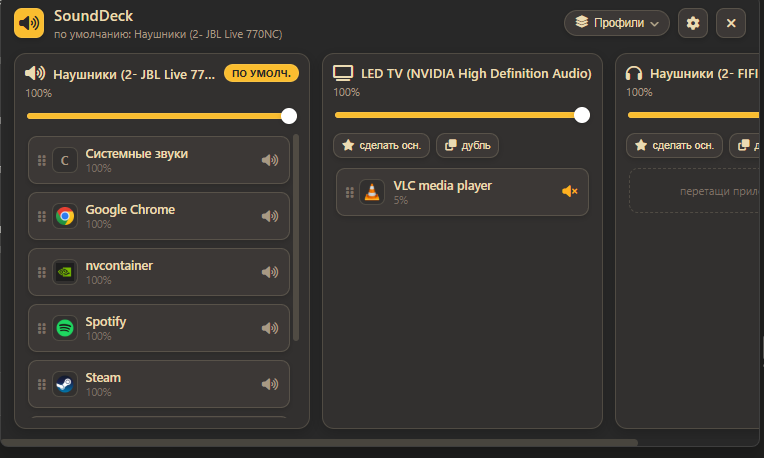 SoundDeck
по умолчанию: Наушники (2- JBL Live 770NC)
Профили
Наушники (2- JBL Live 77...
ПО УМОЛЧ.
100%
Системные звуки
100%
Google Chrome
100%
nvcontainer
100%
Spotify
100%
Steam
100%
LED TV (NVIDIA High Definition Audio)
100%
сделать осн.
дубль
VLC media player
5%
Наушники (2- FIFI
100%
сделать осн.
перетащи